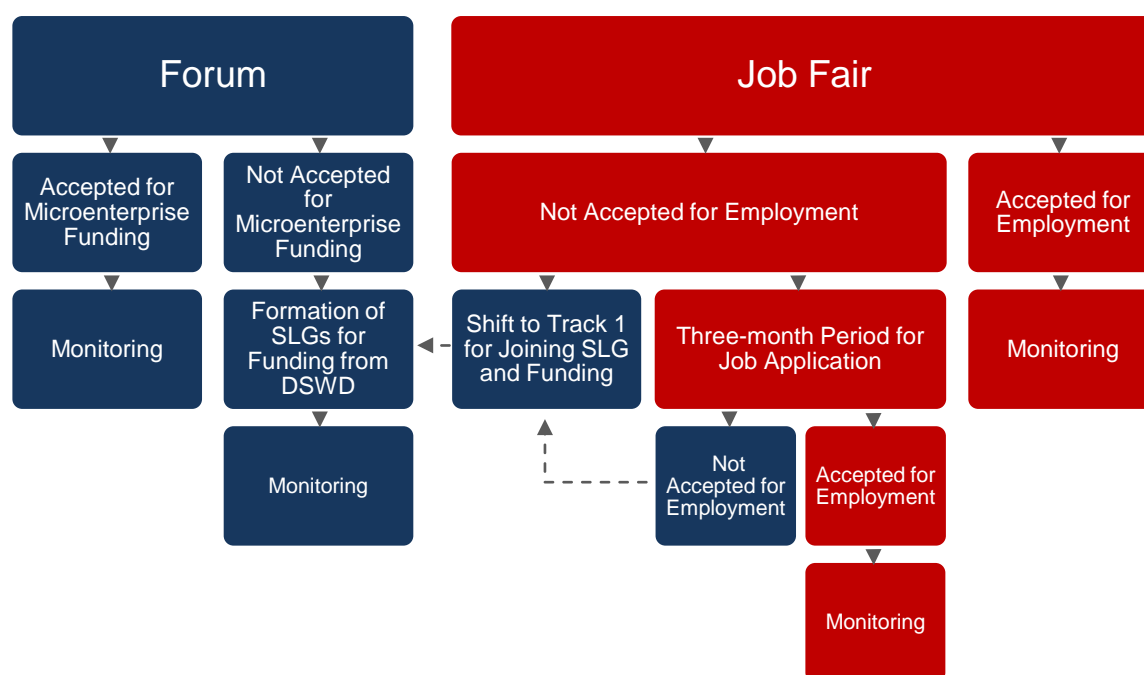 Forum
Job Fair
Accepted for
Microenterprise
Funding
Not Accepted
for
Microenterprise
Funding
Not Accepted for Employment
Accepted for
Employment
Monitoring
Formation of
SLGs for
Funding from
DSWD
Shift to Track 1
for Joining SLG
and Funding
Three-month Period for
Job Application
Monitoring
Monitoring
Not
Accepted for
Employment
Accepted for
Employment
Monitoring